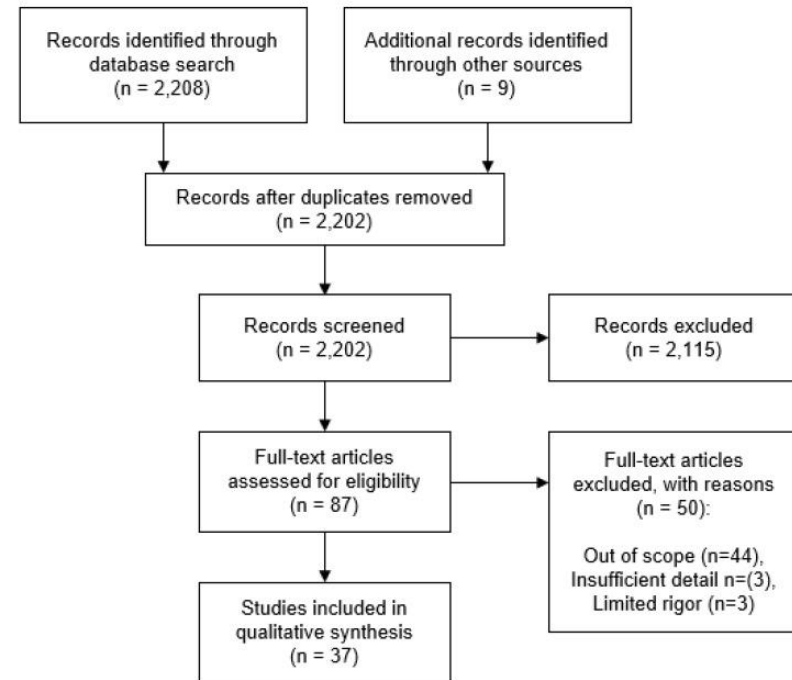 Records identified through
database search
(n = 2,208)
Additional records identified
through other sources
(n = 9)
Records after duplicates removed
(n = 2,202)
Records screened
(n = 2,202)
Records excluded
(n = 2,115)
Full-text articles
assessed for eligibility
(n = 87)
Full-text articles
excluded, with reasons
(n = 50):
Out of scope (n=44),
Insufficient detail n=(3),
Limited rigor (n=3)
Studies included in
qualitative synthesis
(n = 37)